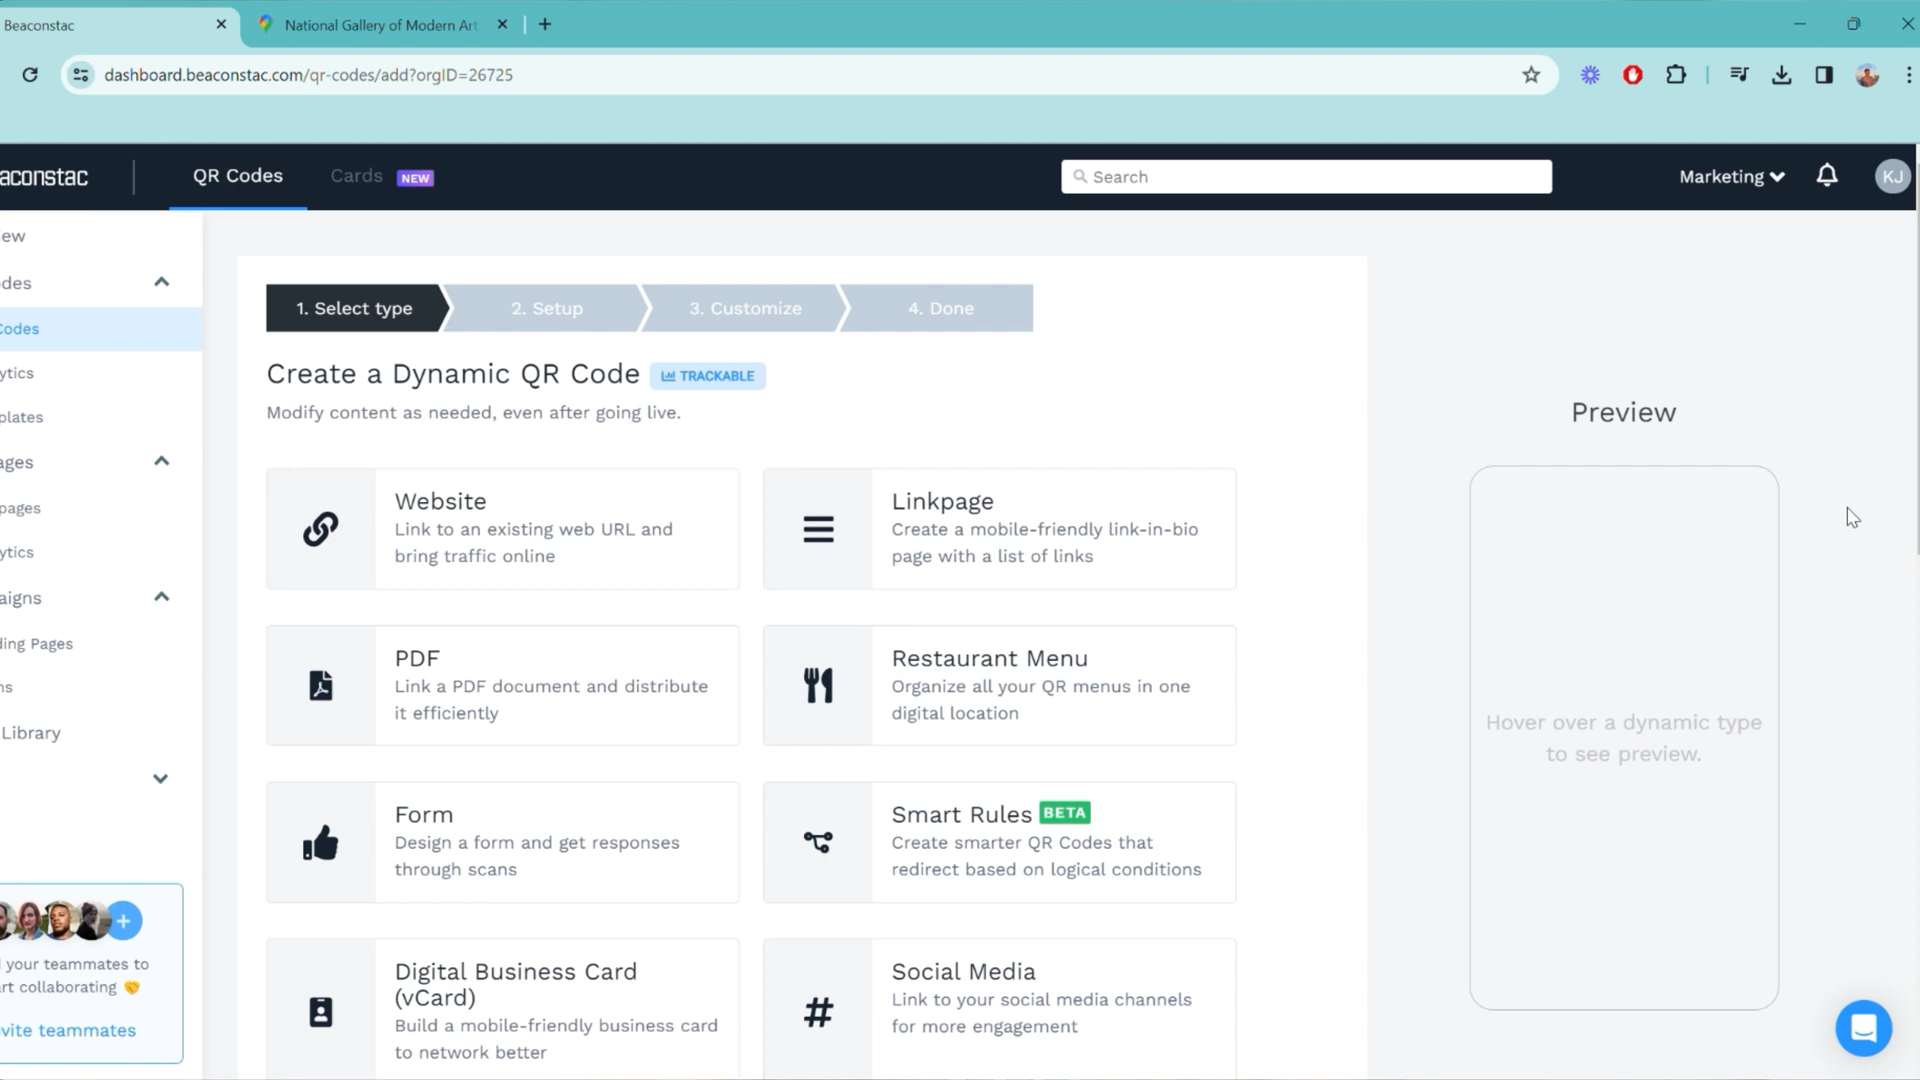 Beaconstac
National Gallery of Modern Art
dashboard.beaconstac.com/qr-codes/add?orgID=26725
aconstac
QR Codes
Cards NEW
Search
Marketing
KJ
ew
des
Codes
ytics
plates
ages
pages
ytics
aigns
ding Pages
ns
Library
your teammates to
rt collaborating
vite teammates
1. Select type
2. Setup
3. Customize
4. Done
Create a Dynamic QR Code TRACKABLE
Modify content as needed, even after going live.
Website
Link to an existing web URL and
bring traffic online
Linkpage
Create a mobile-friendly link-in-bio
page with a list of links
PDF
Link a PDF document and distribute
it efficiently
Restaurant Menu
Organize all your QR menus in one
digital location
Form
Design a form and get responses
through scans
Smart Rules BETA
Create smarter QR Codes that
redirect based on logical conditions
Digital Business Card
(vCard)
Build a mobile-friendly business card
to network better
Social Media
Link to your social media channels
for more engagement
Preview
Hover over a dynamic type
to see preview.